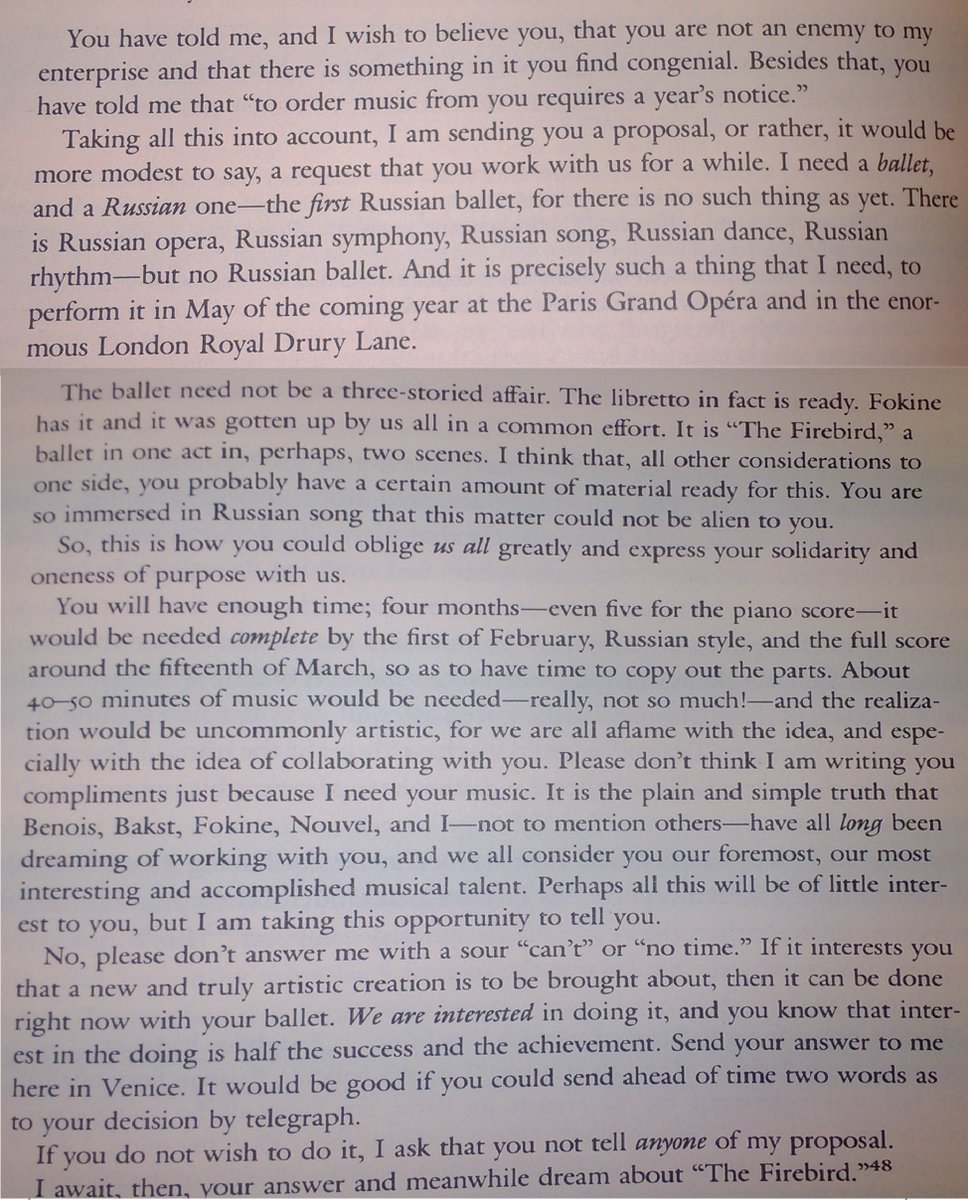 You have told me, and I wish to believe you, that you are not an enemy to my
enterprise and that there is something in it you find congenial. Besides that, you
have told me that “to order music from you requires a year’s notice.”
Taking all this into account, I am sending you a proposal, or rather, it would be
more modest to say, a request that you work with us for a while. I need a ballet,
and a Russian one—the first Russian ballet, for there is no such thing as yet. There
is Russian opera, Russian symphony, Russian song, Russian dance, Russian
rhythm—but no Russian ballet. And it is precisely such a thing that I need, to
perform it in May of the coming year at the Paris Grand Opéra and in the enor-
mous London Royal Drury Lane.
The ballet need not be a three-storied affair. The libretto in fact is ready. Fokine
has it and it was gotten up by us all in a common effort. It is “The Firebird,” a
ballet in one act in, perhaps, two scenes. I think that, all other considerations to
one side, you probably have a certain amount of material ready for this. You are
so immersed in Russian song that this matter could not be alien to you.
So, this is how you could oblige us all greatly and express your solidarity and
oneness of purpose with us.
You will have enough time; four months—even five for the piano score—it
would be needed complete by the first of February, Russian style, and the full score
around the fifteenth of March, so as to have time to copy out the parts. About
40–50 minutes of music would be needed—really, not so much!—and the realiza-
tion would be uncommonly artistic, for we are all aflame with the idea, and espe-
cially with the idea of collaborating with you. Please don’t think I am writing you
compliments just because I need your music. It is the plain and simple truth that
Benois, Bakst, Fokine, Nouvel, and I—not to mention others—have all long been
dreaming of working with you, and we all consider you our foremost, our most
interesting and accomplished musical talent. Perhaps all this will be of little inter-
est to you, but I am taking this opportunity to tell you.
No, please don’t answer me with a sour “can’t” or “no time.” If it interests you
that a new and truly artistic creation is to be brought about, then it can be done
right now with your ballet. We are interested in doing it, and you know that inter-
est in the doing is half the success and the achievement. Send your answer to me
here in Venice. It would be good if you could send ahead of time two words as
to your decision by telegraph.
If you do not wish to do it, I ask that you not tell anyone of my proposal.
I await, then, your answer and meanwhile dream about “The Firebird.”48